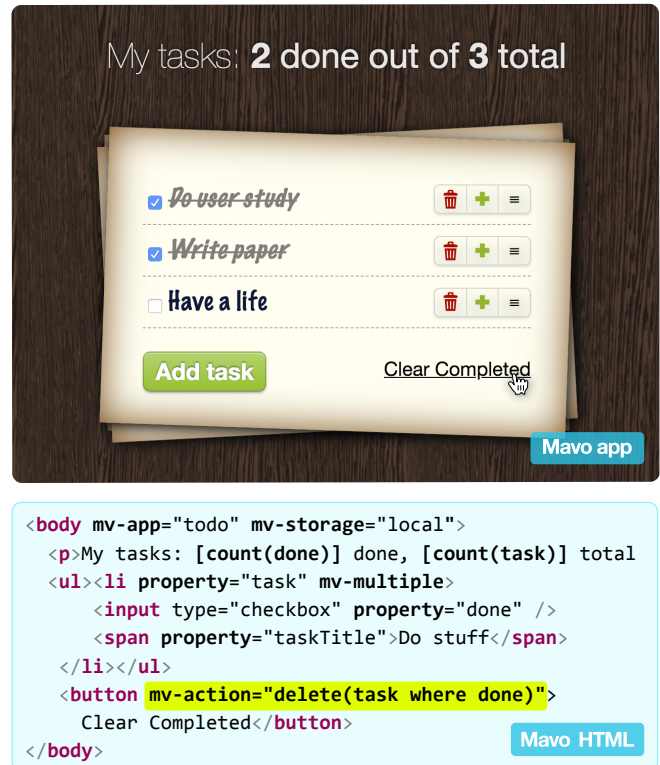 My tasks: 2 done out of 3 total
Do user study
Write paper
Have a life
Add task
Clear Completed
Mavo app
<body mv-app="todo" mv-storage="local">
<p>My tasks: [count(done)] done, [count(task)] total
<ul><li property="task" mv-multiple>
<input type="checkbox" property="done" />
<span property="taskTitle">Do stuff</span>
</li></ul>
<button mv-action="delete(task where done)">
Clear Completed</button>
</body>
Mavo HTML